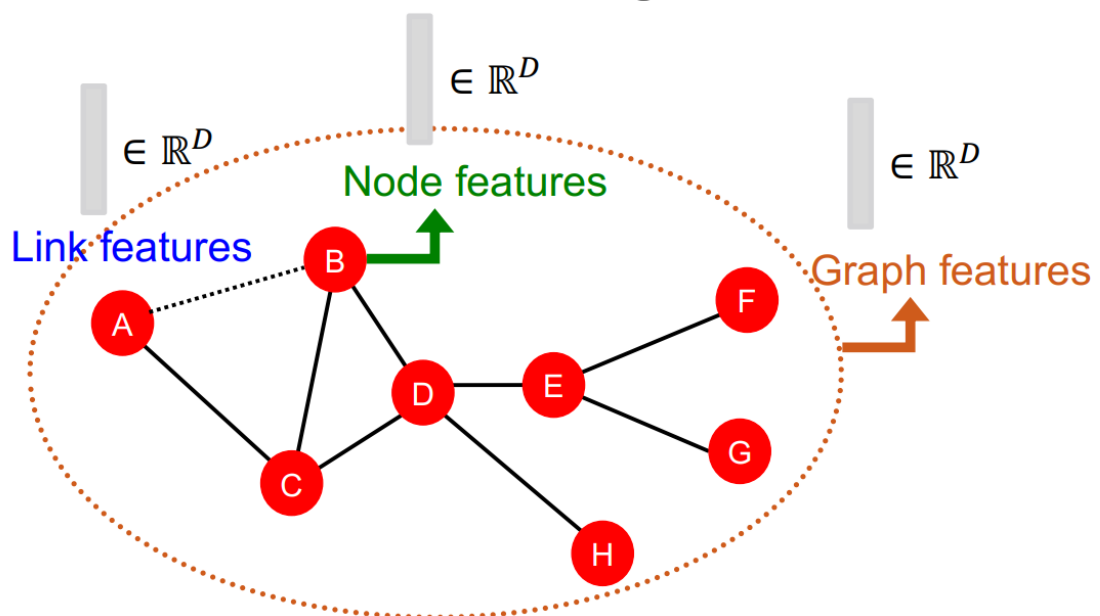 ∈ ℝ^D
∈ ℝ^D
∈ ℝ^D
Node features
Link features
Graph features
B
A
F
D
E
G
C
H